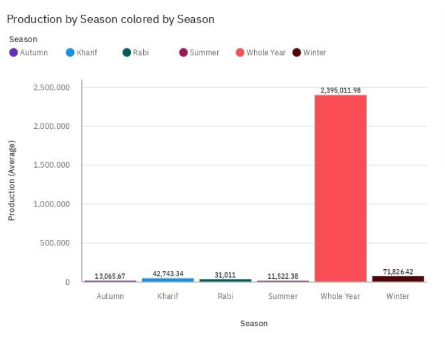 Production by Season colored by Season
Season
Autumn Kharif Rabi Summer Whole Year Winter
2,395,011.98
2.500.000
2.000.000
1.500.000
1.000.000
500.000
0
Production (Average)
13,065.67 42,743.34 31,011 11,522.38 71,826.42
Autumn Kharif Rabi Summer Whole Year Winter
Season